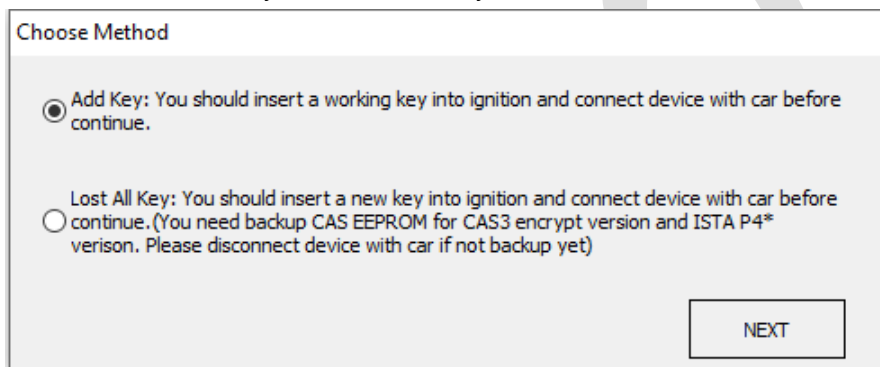 Choose Method
Add Key: You should insert a working key into ignition and connect device with car before
continue.
Lost All Key: You should insert a new key into ignition and connect device with car before
continue.(You need backup CAS EEPROM for CAS3 encrypt version and ISTA P4*
verison. Please disconnect device with car if not backup yet)
NEXT